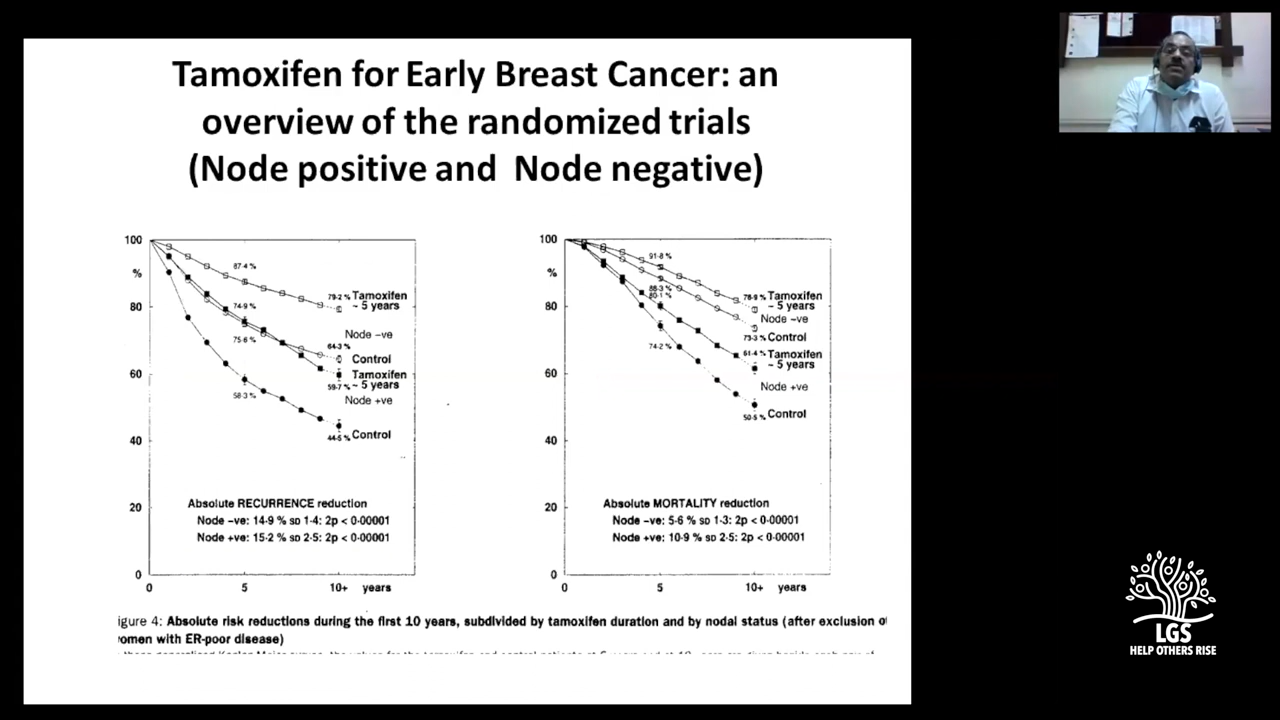 Tamoxifen for Early Breast Cancer: an
overview of the randomized trials
(Node positive and Node negative)
100
%
80
60
40
20
0
0
5
10+ years
87·4 %
74·9 %
75·6 %
58·3 %
79·2 % Tamoxifen
~ 5 years
Node –ve
64·3 %
Control
Tamoxifen
59·7 % ~ 5 years
Node +ve
44·5 % Control
Absolute RECURRENCE reduction
Node –ve: 14·9 % SD 1·4: 2p < 0·00001
Node +ve: 15·2 % SD 2·5: 2p < 0·00001
100
%
80
60
40
20
0
0
5
10+ years
91·8 %
88·3 %
80·1 %
74·2 %
78·9 % Tamoxifen
~ 5 years
Node –ve
73·3 % Control
61·4 % Tamoxifen
~ 5 years
Node +ve
50·5 % Control
Absolute MORTALITY reduction
Node –ve: 5·6 % SD 1·3: 2p < 0·00001
Node +ve: 10·9 % SD 2·5: 2p < 0·00001
igure 4: Absolute risk reductions during the first 10 years, subdivided by tamoxifen duration and by nodal status (after exclusion o
omen with ER-poor disease)
LGS
HELP OTHERS RISE